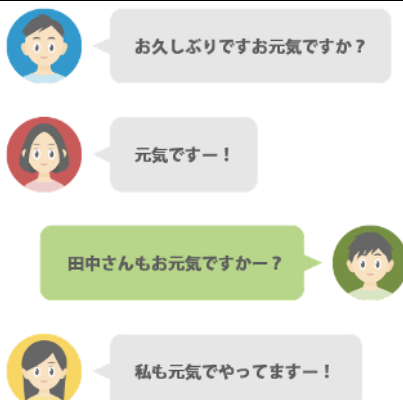 お久しぶりですお元気ですか？
元気ですー！
田中さんもお元気ですかー？
私も元気でやってますー！